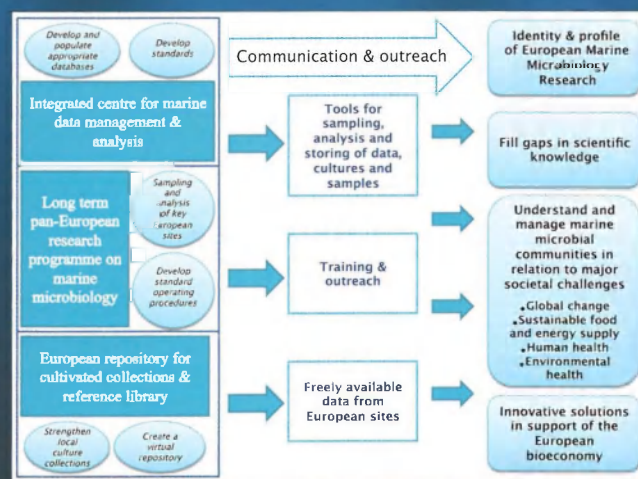 Develop and
populate
appropriate
databases
Develop
standards
Integrated centre for marine
data management &
analysis
Long term
pan-European
research
programme on
marine
microbiology
Sampling
and
analysis
of key
European
sites
Develop
standard
operating
procedures
European repository for
cultivated collections &
reference library
Strengthen
local
culture
collections
Create a
virtual
repository
Communication & outreach
Tools for
sampling,
analysis and
storing of data,
cultures and
samples
Training &
outreach
Freely available
data from
European sites
Identity & profile
of European Marine
Microbiology
Research
Fill gaps in scientific
knowledge
Understand and
manage marine
microbial
communities in
relation to major
societal challenges
•Global change
•Sustainable food
and energy supply
•Human health
•Environmental
health
Innovative solutions
in support of the
European
bioeconomy